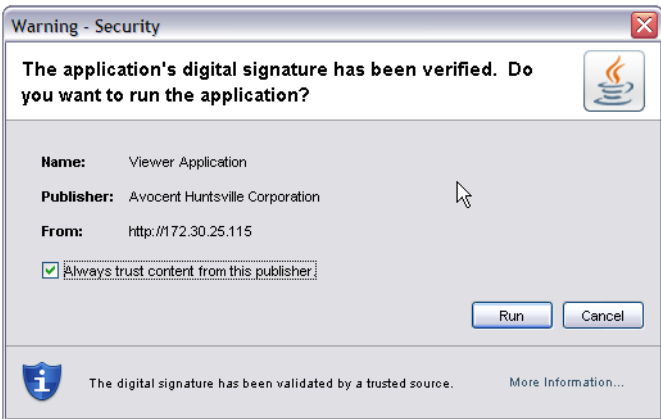 Warning - Security
The application's digital signature has been verified. Do
you want to run the application?
Name: Viewer Application
Publisher: Avocent Huntsville Corporation
From: http://172.30.25.115
Always trust content from this publisher.
Run Cancel
The digital signature has been validated by a trusted source. More Information...